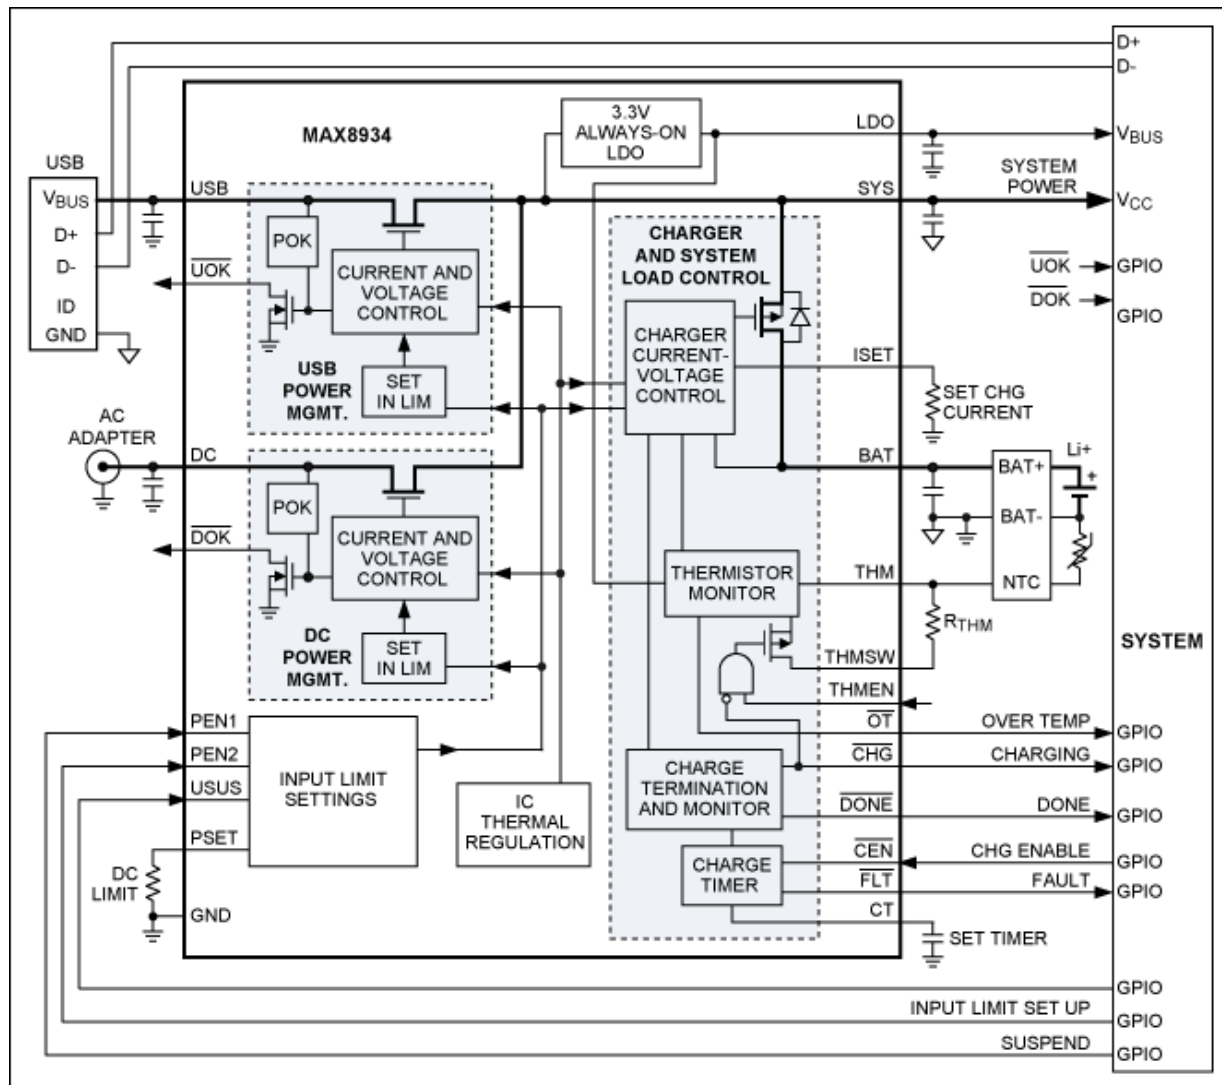 D+
D-
MAX8934
3.3V
ALWAYS-ON
LDO
LDO
VBUS
USB
VBUS
D+
D-
ID
GND
USB
SYS
SYSTEM
POWER
VCC
POK
UOK
CURRENT AND
VOLTAGE
CONTROL
USB
POWER
MGMT.
SET
IN LIM
CHARGER
AND SYSTEM
LOAD CONTROL
CHARGER
CURRENT-
VOLTAGE
CONTROL
UOK
GPIO
DOK
GPIO
ISET
SET CHG
CURRENT
AC
ADAPTER
DC
POK
DOK
CURRENT AND
VOLTAGE
CONTROL
DC
POWER
MGMT.
SET
IN LIM
BAT
BAT+
Li+
+
BAT-
NTC
THERMISTOR
MONITOR
THM
RTHM
THMSW
THMEN
SYSTEM
OT
OVER TEMP
GPIO
CHG
CHARGING
GPIO
CHARGE
TERMINATION
AND MONITOR
DONE
DONE
GPIO
CHARGE
TIMER
CEN
CHG ENABLE
GPIO
FLT
FAULT
GPIO
CT
SET TIMER
PEN1
PEN2
USUS
PSET
INPUT LIMIT
SETTINGS
IC
THERMAL
REGULATION
DC
LIMIT
GND
GPIO
INPUT LIMIT SET UP
GPIO
SUSPEND
GPIO